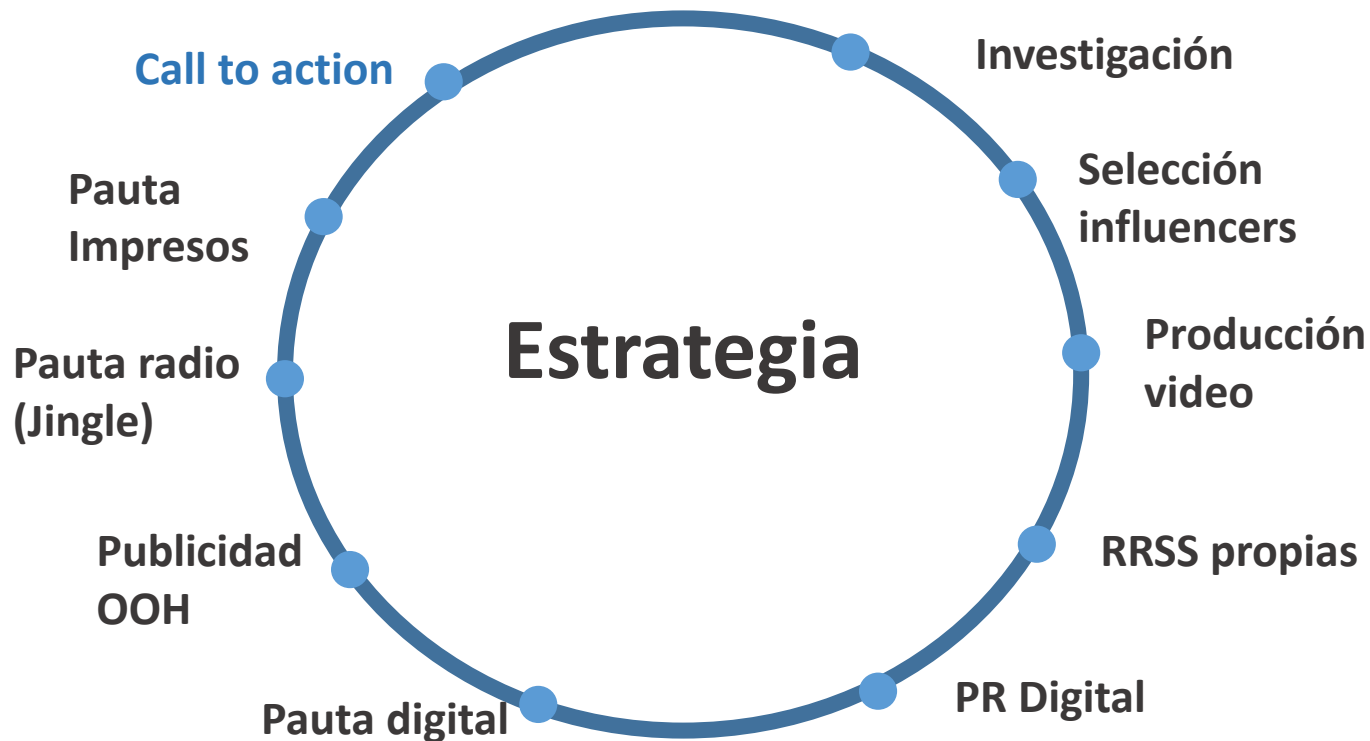 Call to action
Investigación
Selección
influencers
Producción
video
RRSS propias
PR Digital
Pauta digital
Publicidad
OOH
Pauta radio
(Jingle)
Pauta
Impresos
Estrategia